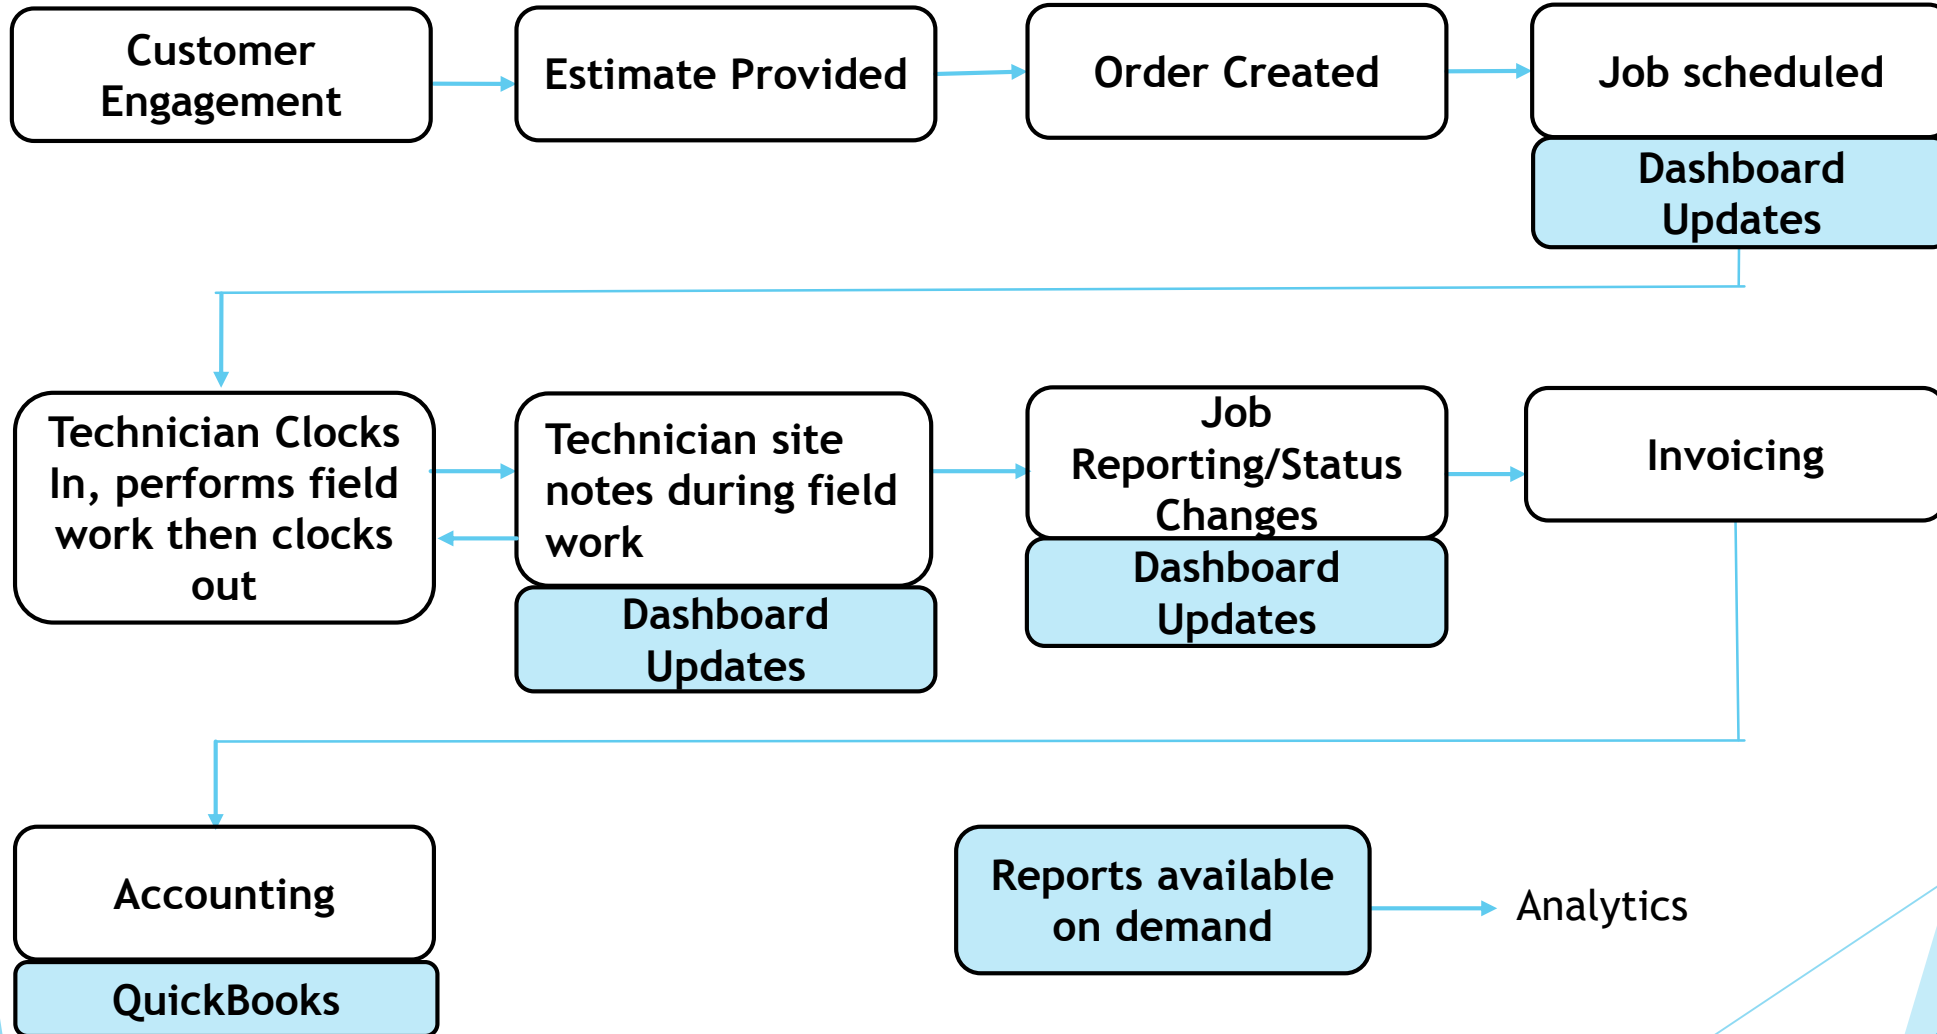 Customer
Engagement
Estimate Provided
Order Created
Job scheduled
Dashboard
Updates
Technician Clocks
In, performs field
work then clocks
out
Technician site
notes during field
work
Dashboard
Updates
Job
Reporting/Status
Changes
Dashboard
Updates
Invoicing
Accounting
QuickBooks
Reports available
on demand
Analytics